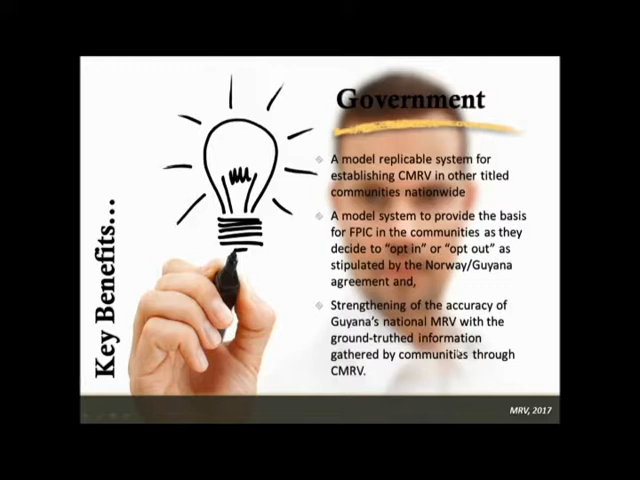 Key Benefits...
Government
A model replicable system for
establishing CMRV in other titled
communities nationwide
A model system to provide the basis
for FPIC in the communities as they
decide to “opt in” or “opt out” as
stipulated by the Norway/Guyana
agreement and,
Strengthening of the accuracy of
Guyana’s national MRV with the
ground-truthed information
gathered by communities through
CMRV.
MRV, 2017